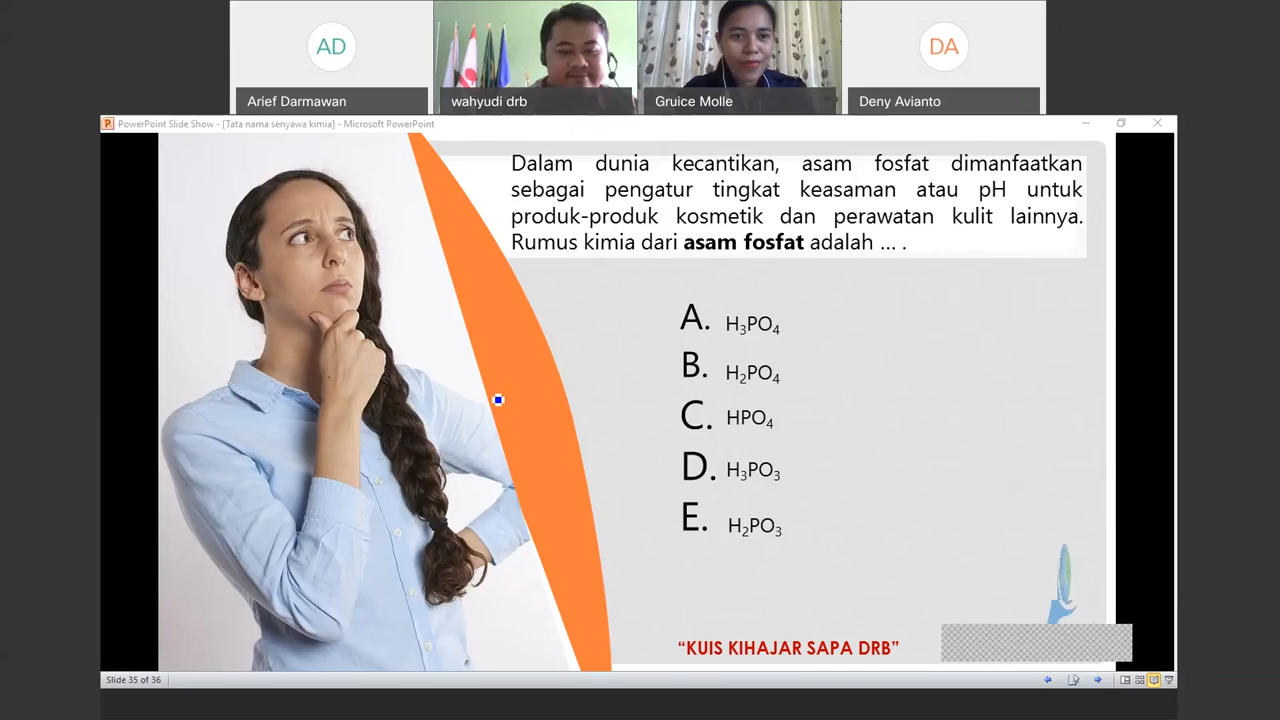 AD
DA
Arief Darmawan
wahyudi drb
Gruice Molle
Deny Avianto
PowerPoint Slide Show - [Tata nama senyawa kimia] - Microsoft PowerPoint
Dalam dunia kecantikan, asam fosfat dimanfaatkan
sebagai pengatur tingkat keasaman atau pH untuk
produk-produk kosmetik dan perawatan kulit lainnya.
Rumus kimia dari asam fosfat adalah ... .
A. H₃PO₄
B. H₂PO₄
C. HPO₄
D. H₃PO₃
E. H₂PO₃
“KUIS KIHAJAR SAPA DRB”
Slide 35 of 36